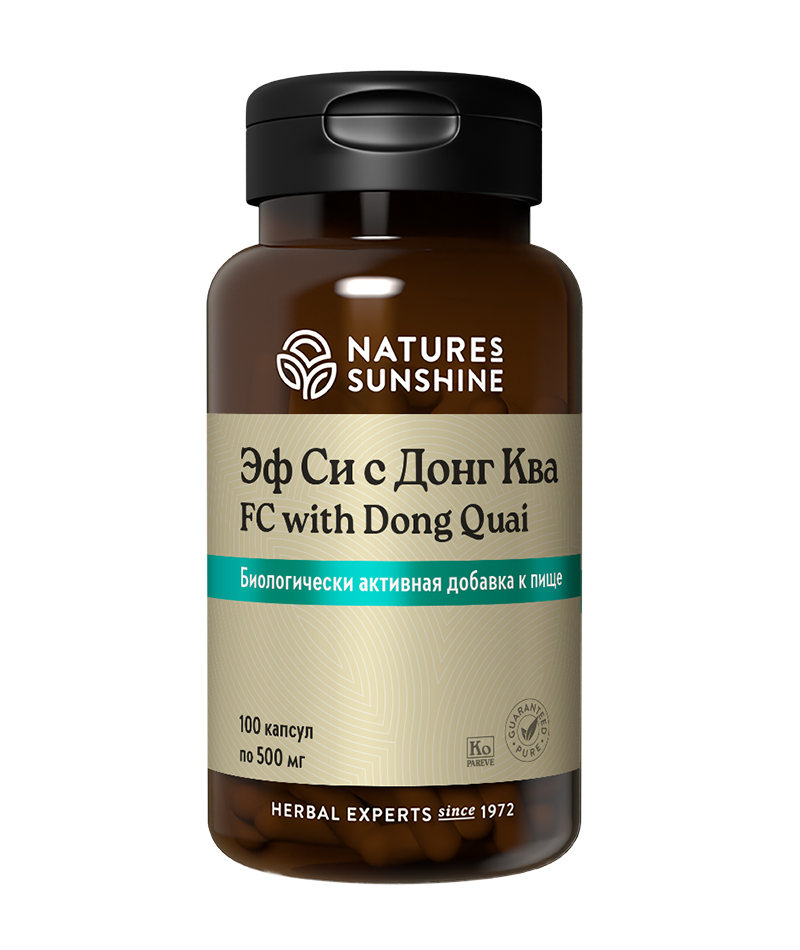 NATURES
SUNSHINE
Эф Си с Донг Ква
FC with Dong Quai
Биологически активная добавка к пище
100 капсул
по 500 мг
Ko
PAREVE
GUARANTEED
PURE
HERBAL EXPERTS since 1972